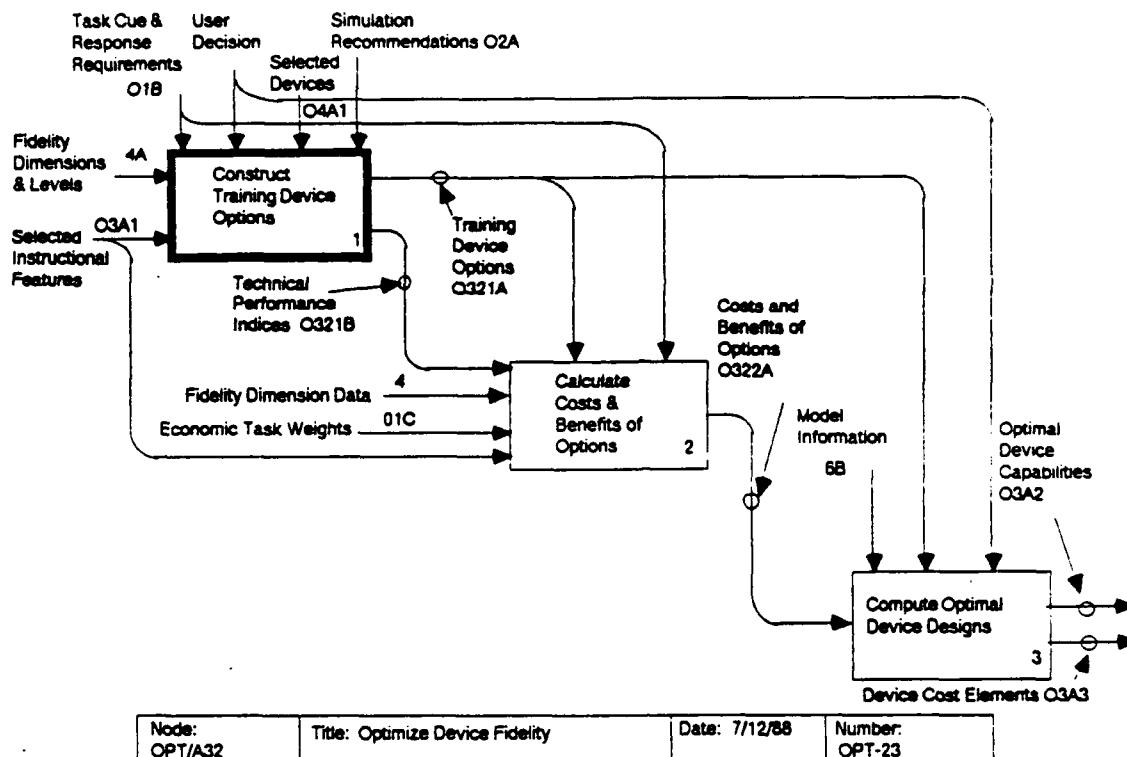 Task Cue &
Response
Requirements
O1B
User
Decision
Selected
Devices
O4A1
Simulation
Recommendations O2A
Fidelity
Dimensions
& Levels
4A
Selected
Instructional
Features
O3A1
Construct
Training Device
Options
1
Training
Device
Options
O321A
Technical
Performance
Indices O321B
Fidelity Dimension Data
4
Economic Task Weights
01C
Calculate
Costs &
Benefits of
Options
2
Costs and
Benefits of
Options
O322A
Model
Information
6B
Optimal
Device
Capabilities
O3A2
Compute Optimal
Device Designs
3
Device Cost Elements O3A3
Node:
OPT/A32
Title: Optimize Device Fidelity
Date: 7/12/88
Number:
OPT-23